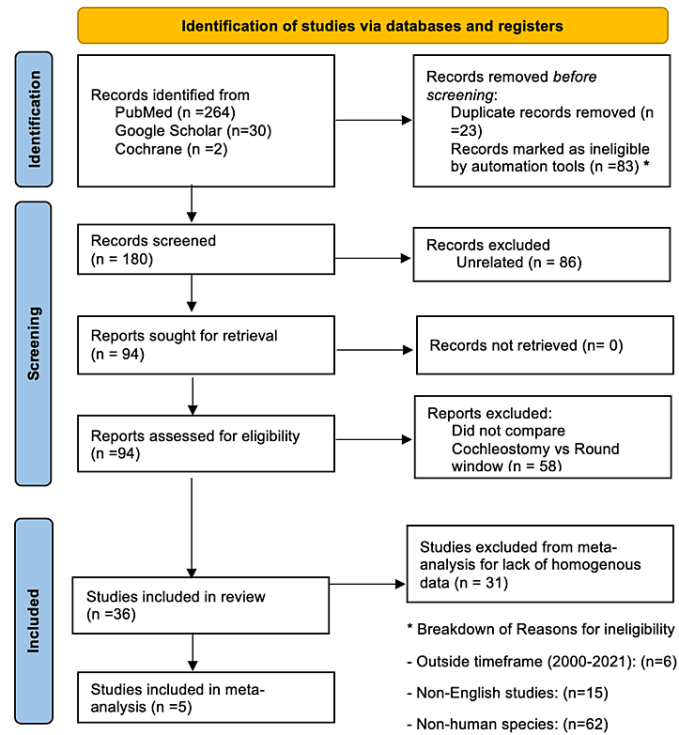 Identification of studies via databases and registers
Identification
Records identified from
PubMed (n =264)
Google Scholar (n=30)
Cochrane (n =2)
Records removed before
screening:
Duplicate records removed (n
=23)
Records marked as ineligible
by automation tools (n =83) *
Screening
Records screened
(n = 180)
Records excluded
Unrelated (n = 86)
Reports sought for retrieval
(n = 94)
Records not retrieved (n= 0)
Reports assessed for eligibility
(n =94)
Reports excluded:
Did not compare
Cochleostomy vs Round
window (n = 58)
Included
Studies excluded from meta-
analysis for lack of homogenous
data (n = 31)
Studies included in review
(n =36)
Studies included in meta-
analysis (n =5)
* Breakdown of Reasons for ineligibility
- Outside timeframe (2000-2021): (n=6)
- Non-English studies: (n=15)
- Non-human species: (n=62)